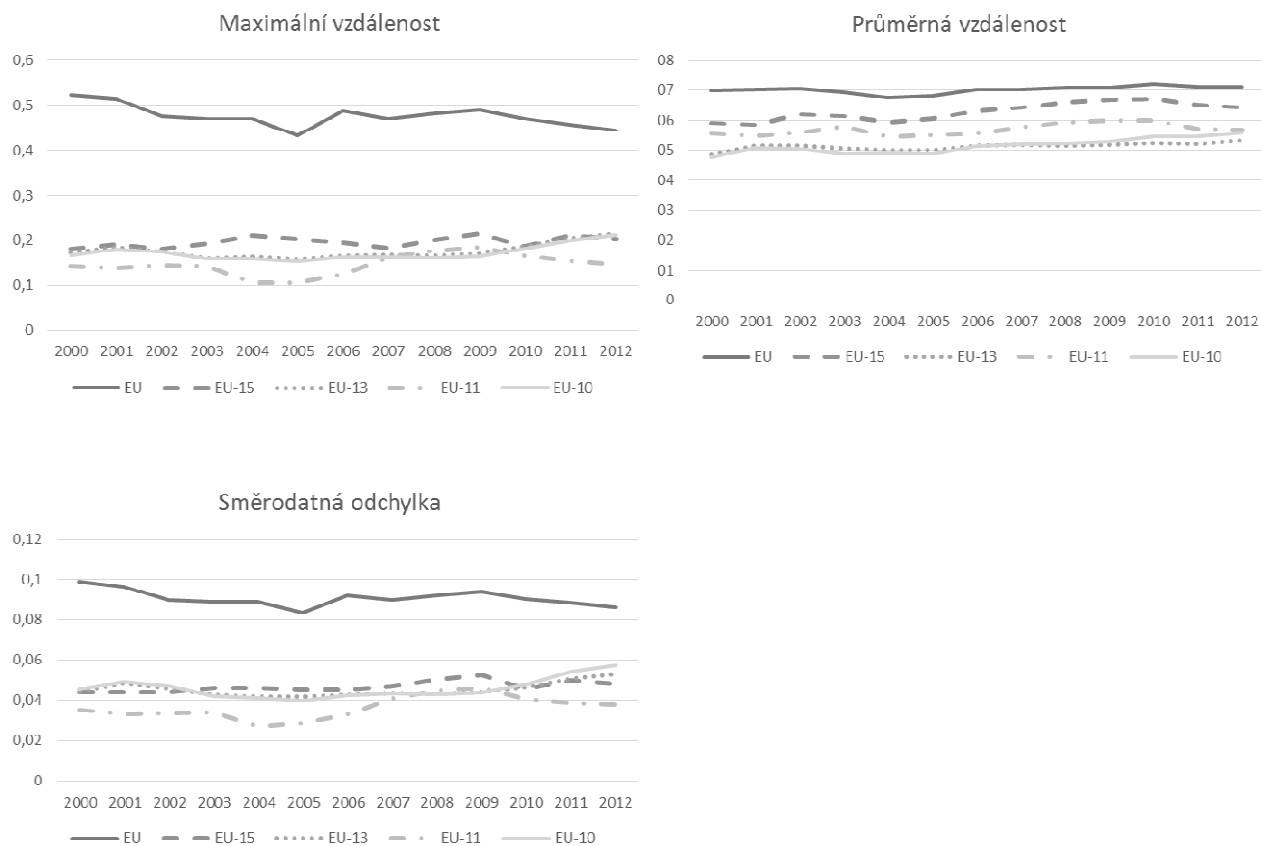 Maximální vzdálenost
0,6
0,5
0,4
0,3
0,2
0,1
0
2000 2001 2002 2003 2004 2005 2006 2007 2008 2009 2010 2011 2012
EU EU-15 EU-13 EU-11 EU-10
Průměrná vzdálenost
08
07
06
05
04
03
02
01
0
2000 2001 2002 2003 2004 2005 2006 2007 2008 2009 2010 2011 2012
EU EU-15 EU-13 EU-11 EU-10
Směrodatná odchylka
0,12
0,1
0,08
0,06
0,04
0,02
0
2000 2001 2002 2003 2004 2005 2006 2007 2008 2009 2010 2011 2012
EU EU-15 EU-13 EU-11 EU-10